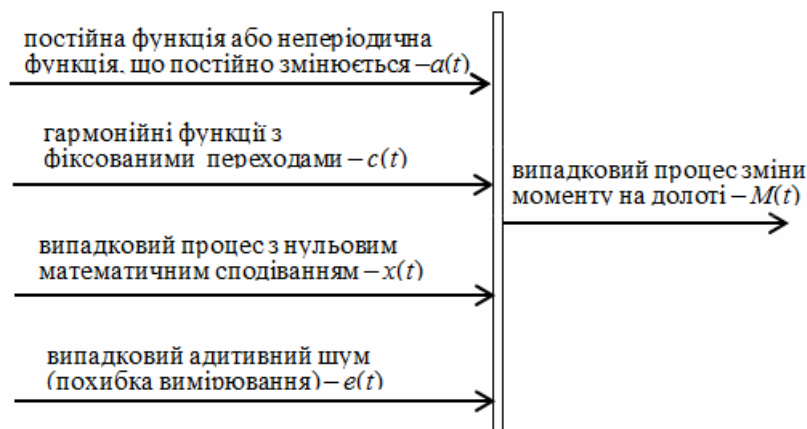 постійна функція або неперіодична
функція, що постійно змінюється – a(t)
гармонійні функції з
фіксованими переходами – c(t)
випадковий процес зміни
моменту на долоті – M(t)
випадковий процес з нульовим
математичним сподіванням – x(t)
випадковий адитивний шум
(похибка вимірювання) – e(t)